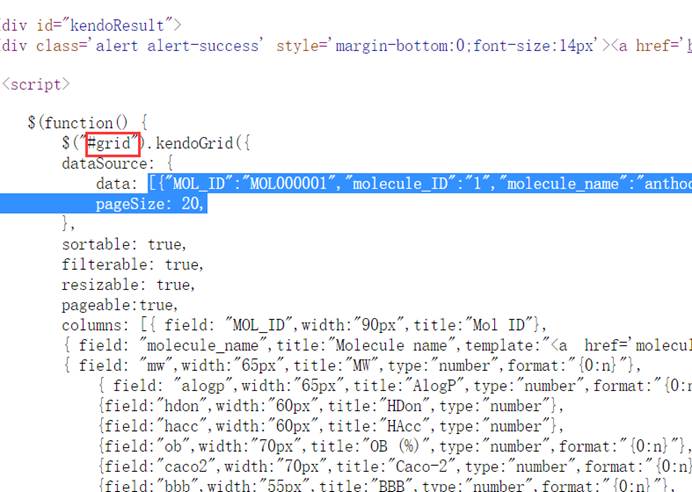 div id="kendoResult">
div class='alert alert-success' style='margin-bottom:0;font-size:14px'><a href='b
<script>
$(function() {
$("#grid").kendoGrid({
dataSource: {
data: [{"MOL_ID":"MOL000001","molecule_ID":"1","molecule_name":"anthoc
pageSize: 20,
},
sortable: true,
filterable: true,
resizable: true,
pageable:true,
columns: [{ field: "MOL_ID",width:"90px",title:"Mol ID"},
{ field: "molecule_name",title:"Molecule name",template:"<a  href='molecul
{ field: "mw",width:"65px",title:"MW",type:"number",format:"{0:n}"},
{ field: "alogp",width:"65px",title:"AlogP",type:"number",format:"{0:n
{field:"hdon",width:"60px",title:"HDon",type:"number"},
{field:"hacc",width:"60px",title:"HAcc",type:"number"},
{field:"ob",width:"70px",title:"OB (%)",type:"number",format:"{0:n}"},
{field:"caco2",width:"70px",title:"Caco-2",type:"number",format:"{0:n}
{field:"bbb",width:"55px",title:"BBB",type:"number",format:"{0:n}"},